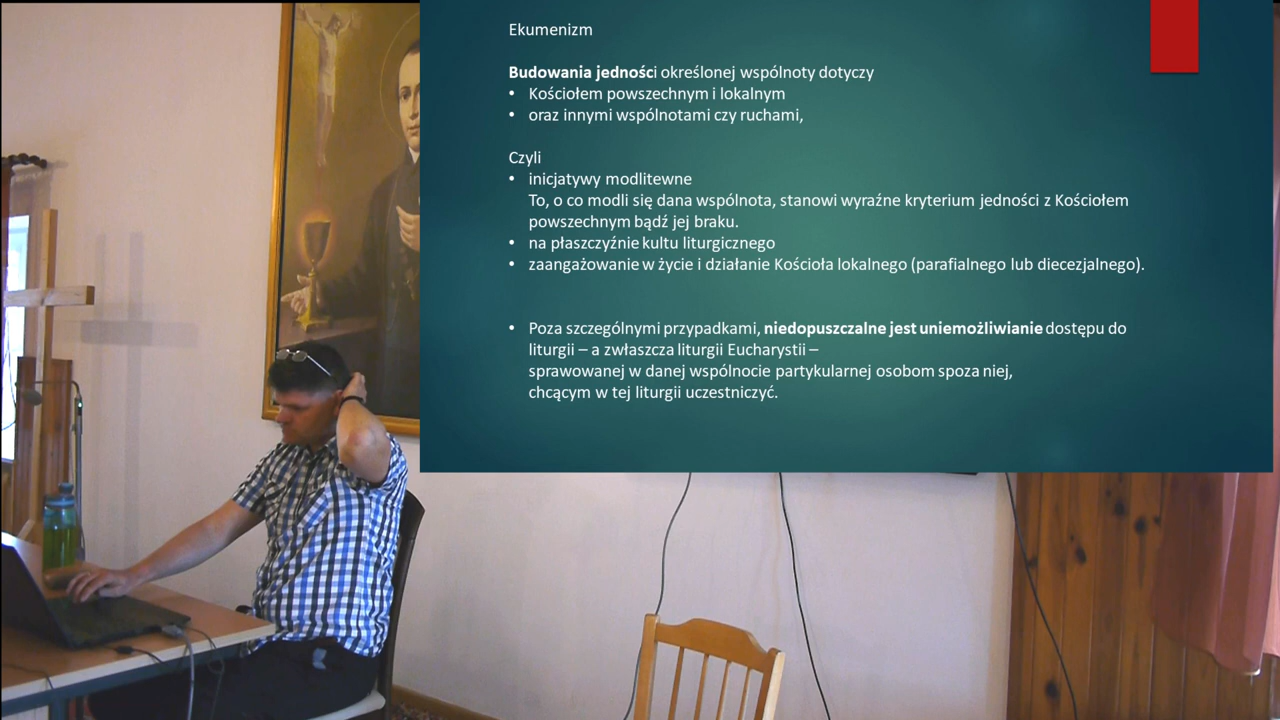 Ekumenizm
Budowania jedności określonej wspólnoty dotyczy
• Kościołem powszechnym i lokalnym
• oraz innymi wspólnotami czy ruchami,
Czyli
• inicjatywy modlitewne
To, o co modli się dana wspólnota, stanowi wyraźne kryterium jedności z Kościołem
powszechnym bądź jej braku.
• na płaszczyźnie kultu liturgicznego
• zaangażowanie w życie i działanie Kościoła lokalnego (parafialnego lub diecezjalnego).
• Poza szczególnymi przypadkami, niedopuszczalne jest uniemożliwianie dostępu do
liturgii – a zwłaszcza liturgii Eucharystii –
sprawowanej w danej wspólnocie partykularnej osobom spoza niej,
chcącym w tej liturgii uczestniczyć.